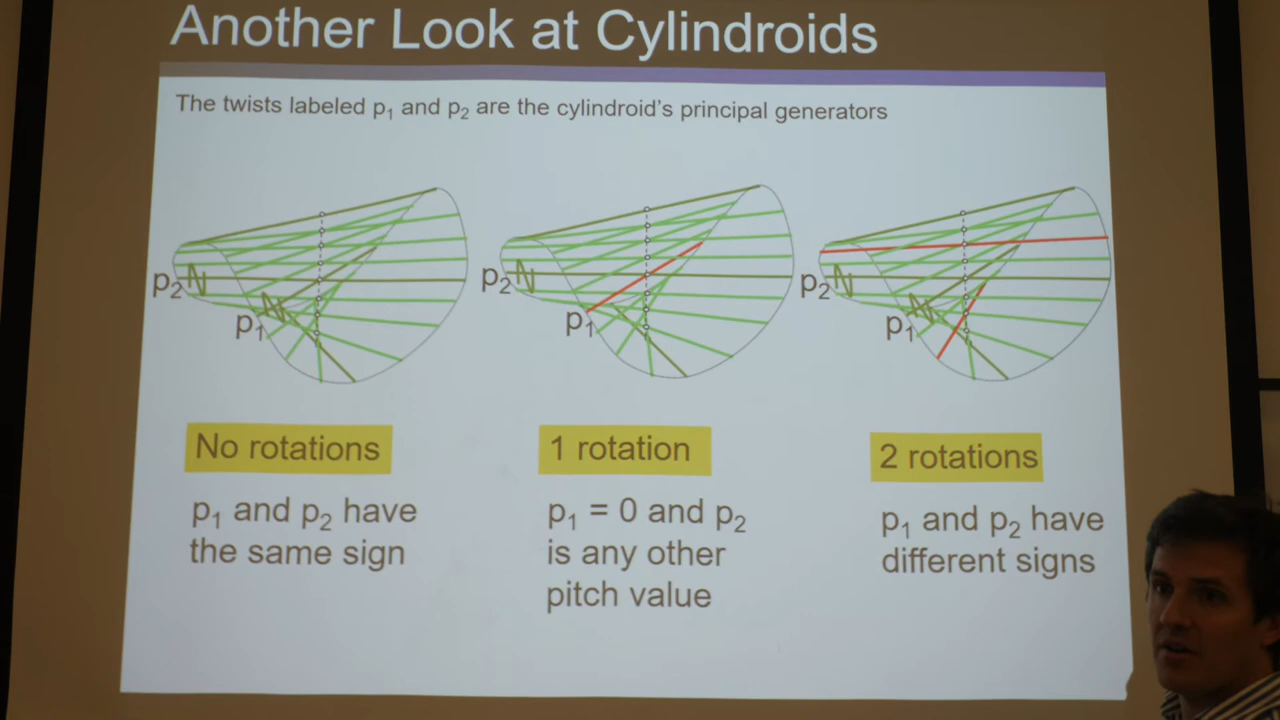 Another Look at Cylindroids
The twists labeled p₁ and p₂ are the cylindroid's principal generators
p₂
p₁
p₂
p₁
p₂
p₁
No rotations
p₁ and p₂ have
the same sign
1 rotation
p₁ = 0 and p₂
is any other
pitch value
2 rotations
p₁ and p₂ have
different signs